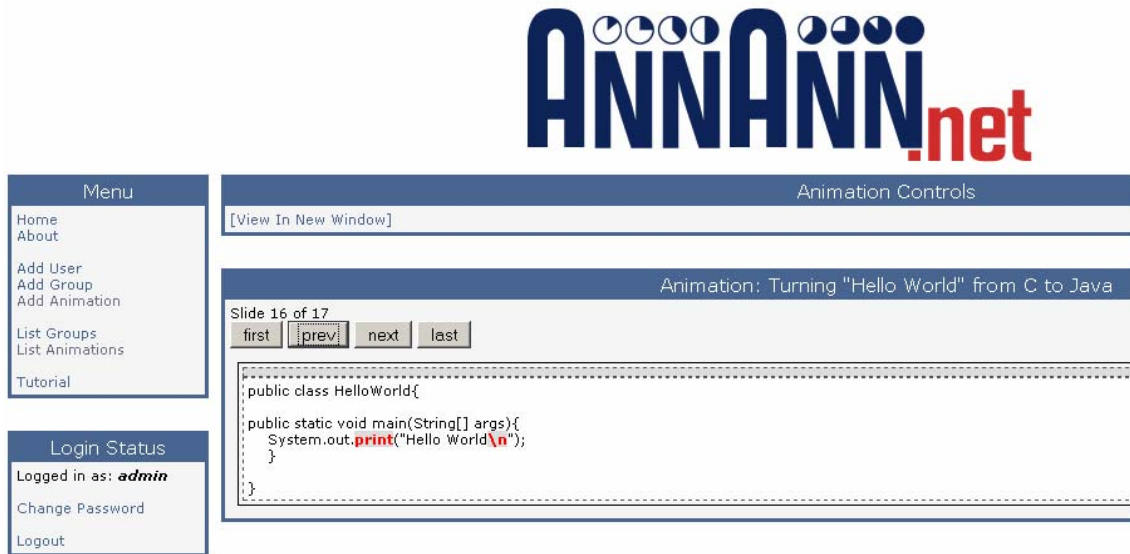 ANNANN.net
Menu
Home
About
Add User
Add Group
Add Animation
List Groups
List Animations
Tutorial
Login Status
Logged in as: admin
Change Password
Logout
Animation Controls
[View In New Window]
Animation: Turning "Hello World" from C to Java
Slide 16 of 17
first prev next last
public class HelloWorld{
public static void main(String[] args){
System.out.print("Hello World\n");
}
}